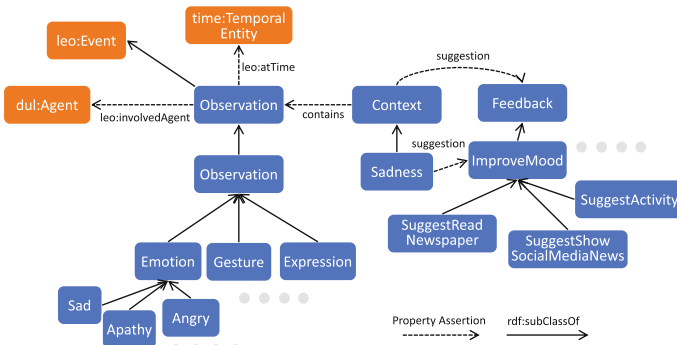 time:Temporal
Entity
leo:Event
suggestion
leo:atTime
dul:Agent
leo:involvedAgent
Observation
contains
Context
Feedback
suggestion
Observation
Sadness
ImproveMood
SuggestActivity
SuggestRead
Newspaper
SuggestShow
SocialMediaNews
Emotion
Gesture
Expression
Sad
Apathy
Angry
Property Assertion
rdf:subClassOf